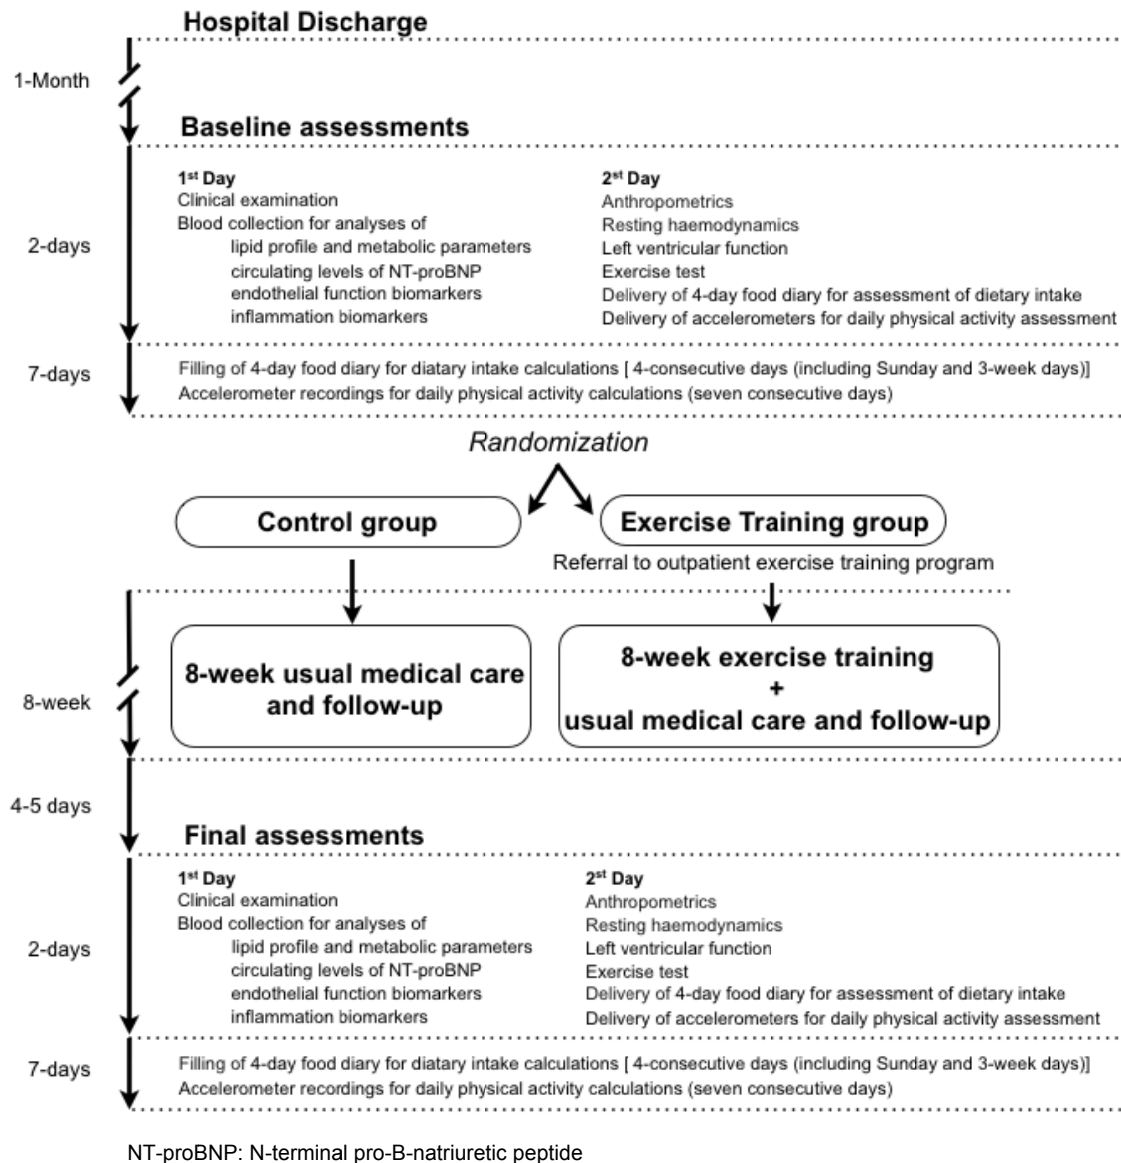 Hospital Discharge
1-Month
Baseline assessments
1st Day
Clinical examination
Blood collection for analyses of
lipid profile and metabolic parameters
circulating levels of NT-proBNP
endothelial function biomarkers
inflammation biomarkers
2-days
2st Day
Anthropometrics
Resting haemodynamics
Left ventricular function
Exercise test
Delivery of 4-day food diary for assessment of dietary intake
Delivery of accelerometers for daily physical activity assessment
7-days
Filling of 4-day food diary for diatary intake calculations [ 4-consecutive days (including Sunday and 3-week days)]
Accelerometer recordings for daily physical activity calculations (seven consecutive days)
Randomization
Control group
Exercise Training group
Referral to outpatient exercise training program
8-week
8-week usual medical care
and follow-up
8-week exercise training
+
usual medical care and follow-up
4-5 days
Final assessments
1st Day
Clinical examination
Blood collection for analyses of
lipid profile and metabolic parameters
circulating levels of NT-proBNP
endothelial function biomarkers
inflammation biomarkers
2-days
2st Day
Anthropometrics
Resting haemodynamics
Left ventricular function
Exercise test
Delivery of 4-day food diary for assessment of dietary intake
Delivery of accelerometers for daily physical activity assessment
7-days
Filling of 4-day food diary for diatary intake calculations [ 4-consecutive days (including Sunday and 3-week days)]
Accelerometer recordings for daily physical activity calculations (seven consecutive days)
NT-proBNP: N-terminal pro-B-natriuretic peptide